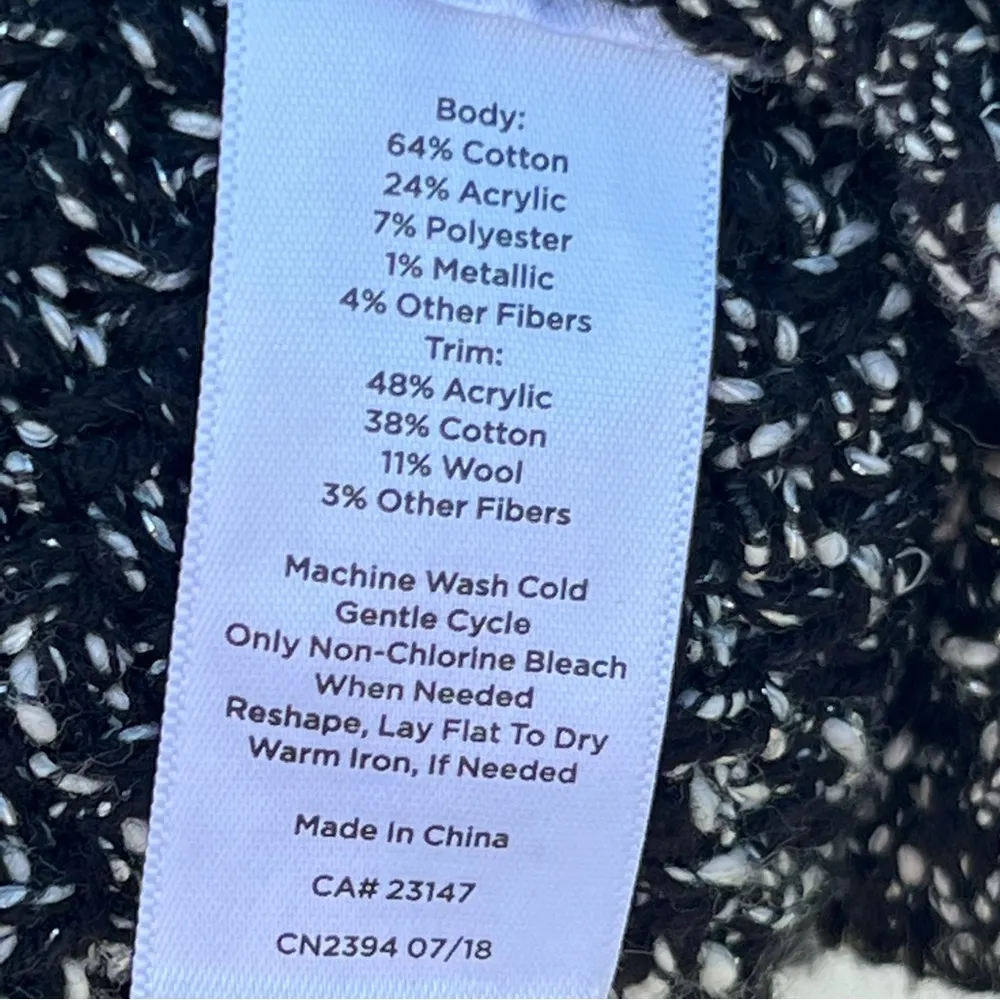 Body:
64% Cotton
24% Acrylic
7% Polyester
1% Metallic
4% Other Fibers
Trim:
48% Acrylic
38% Cotton
11% Wool
3% Other Fibers
Machine Wash Cold
Gentle Cycle
Only Non-Chlorine Bleach
When Needed
Reshape, Lay Flat To Dry
Warm Iron, If Needed
Made In China
CA# 23147
CN2394 07/18